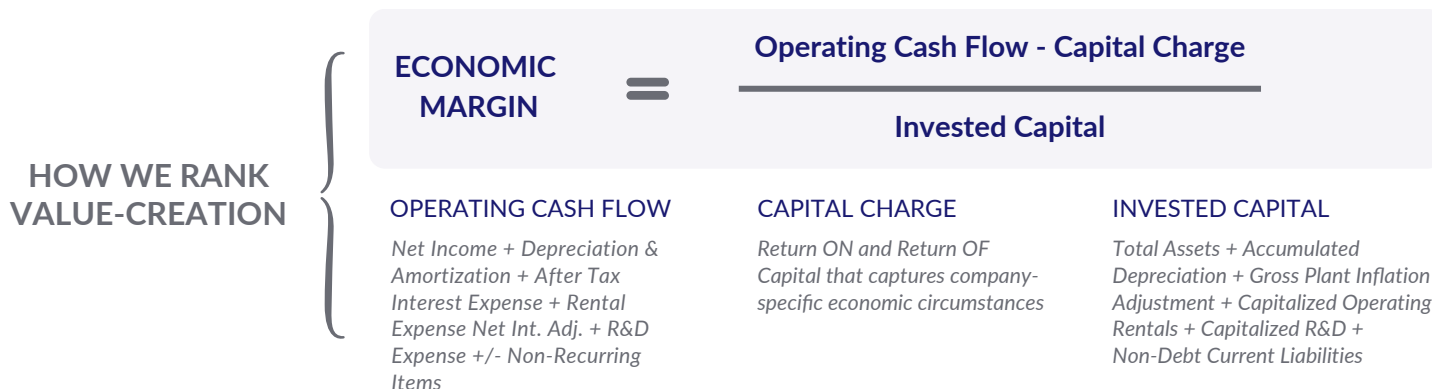 HOW WE RANK
VALUE-CREATION
ECONOMIC
MARGIN
=
Operating Cash Flow - Capital Charge
Invested Capital
OPERATING CASH FLOW
Net Income + Depreciation &
Amortization + After Tax
Interest Expense + Rental
Expense Net Int. Adj. + R&D
Expense +/- Non-Recurring
Items
CAPITAL CHARGE
Return ON and Return OF
Capital that captures company-
specific economic circumstances
INVESTED CAPITAL
Total Assets + Accumulated
Depreciation + Gross Plant Inflation
Adjustment + Capitalized Operating
Rentals + Capitalized R&D +
Non-Debt Current Liabilities